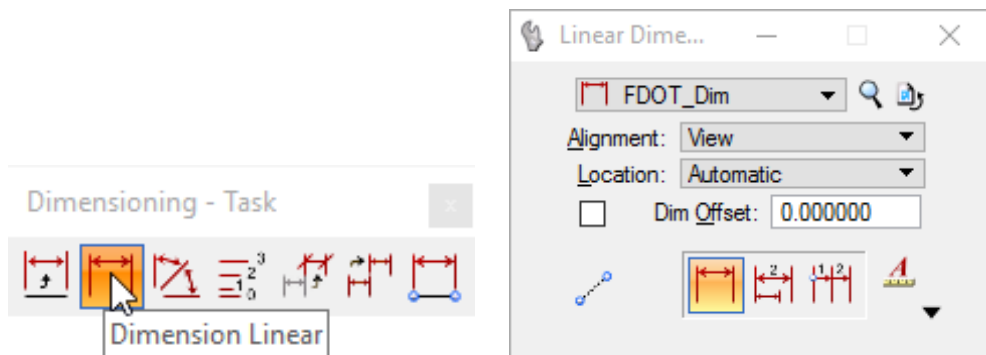 Dimensioning - Task
x
Dimension Linear
Linear Dime...
FDOT_Dim
Alignment: View
Location: Automatic
Dim Offset: 0.000000